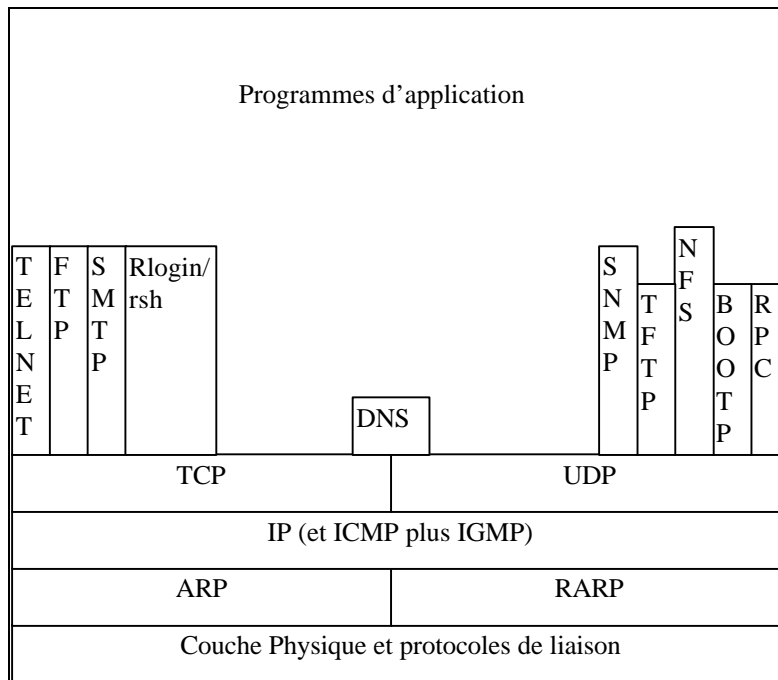 Programmes d’application
TELNET
FTP
SMTP
Rlogin/
rsh
DNS
SNMP
TFTP
NFS
BOOTP
RPC
TCP
UDP
IP (et ICMP plus IGMP)
ARP
RARP
Couche Physique et protocoles de liaison